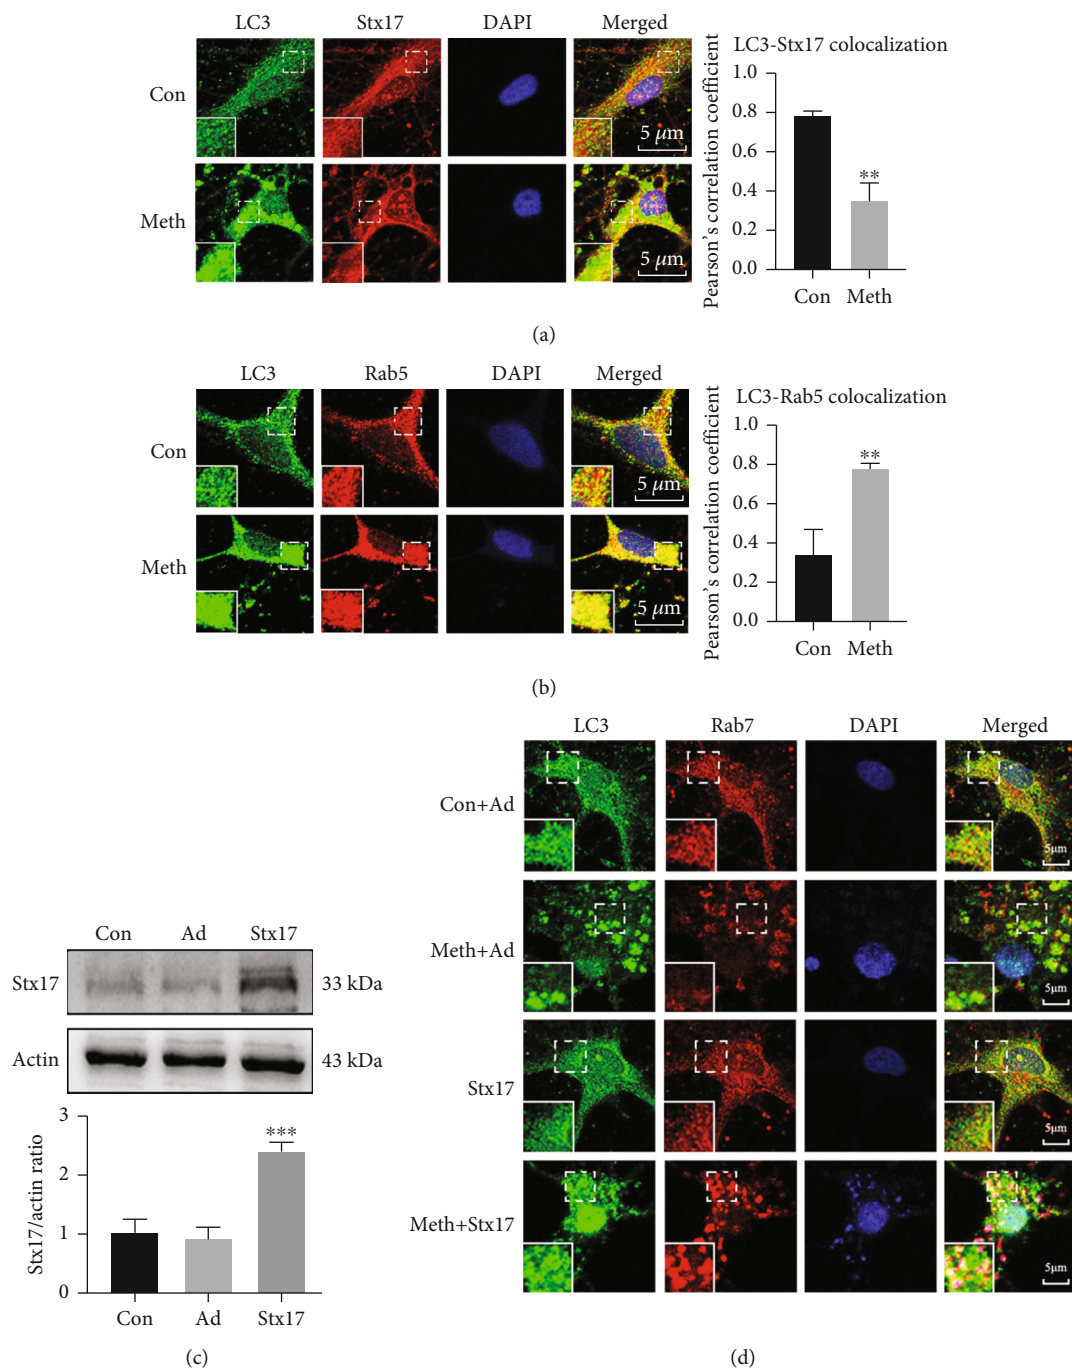 LC3 Stx17 DAPI Merged
LC3-Stx17 colocalization
Con
5 μm
Meth
5 μm
Pearson's correlation coefficient
1.0
0.8
0.6
0.4
0.2
0.0
**
Con Meth
(a)
LC3 Rab5 DAPI Merged
LC3-Rab5 colocalization
Con
5 μm
Meth
5 μm
Pearson's correlation coefficient
1.0
0.8
0.6
0.4
0.2
0.0
**
Con Meth
(b)
Con Ad Stx17
Stx17 33 kDa
Actin 43 kDa
Stx17/actin ratio
3
2
1
0
***
Con Ad Stx17
(c)
LC3 Rab7 DAPI Merged
Con+Ad
5μm
Meth+Ad
5μm
Stx17
5μm
Meth+Stx17
5μm
(d)